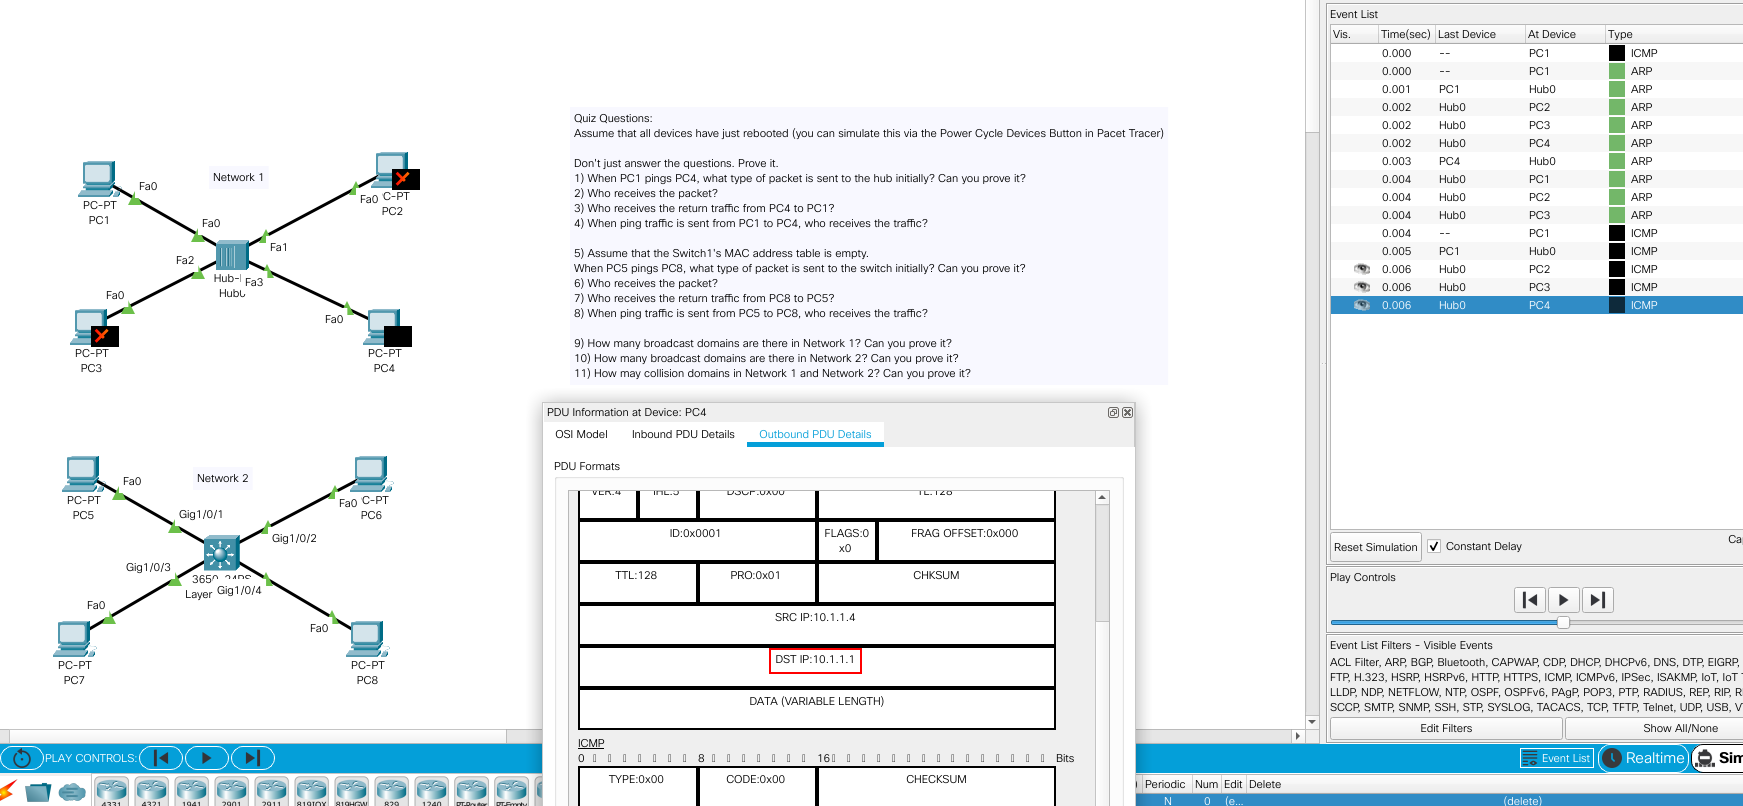 Event List
Vis. Time(sec) Last Device At Device Type
0.000 -- PC1 ICMP
0.000 -- PC1 ARP
0.001 PC1 Hub0 ARP
0.002 Hub0 PC2 ARP
0.002 Hub0 PC3 ARP
0.002 Hub0 PC4 ARP
0.003 PC4 Hub0 ARP
0.004 Hub0 PC1 ARP
0.004 Hub0 PC2 ARP
0.004 Hub0 PC3 ARP
0.004 -- PC1 ICMP
0.005 PC1 Hub0 ICMP
0.006 Hub0 PC2 ICMP
0.006 Hub0 PC3 ICMP
0.006 Hub0 PC4 ICMP
Quiz Questions:
Assume that all devices have just rebooted (you can simulate this via the Power Cycle Devices Button in Pacet Tracer)
Don't just answer the questions. Prove it.
1) When PC1 pings PC4, what type of packet is sent to the hub initially? Can you prove it?
2) Who receives the packet?
3) Who receives the return traffic from PC4 to PC1?
4) When ping traffic is sent from PC1 to PC4, who receives the traffic?
5) Assume that the Switch1's MAC address table is empty.
When PC5 pings PC8, what type of packet is sent to the switch initially? Can you prove it?
6) Who receives the packet?
7) Who receives the return traffic from PC8 to PC5?
8) When ping traffic is sent from PC5 to PC8, who receives the traffic?
9) How many broadcast domains are there in Network 1? Can you prove it?
10) How many broadcast domains are there in Network 2? Can you prove it?
11) How may collision domains in Network 1 and Network 2? Can you prove it?
Network 1
Fa0
PC-PT
PC1
Fa0 C-PT
PC2
Fa0
Fa1
Fa2
Hub-
Fa3
Hub0
Fa0
PC-PT
PC3
Fa0
PC-PT
PC4
Network 2
Fa0
PC-PT
PC5
Fa0 C-PT
PC6
Gig1/0/1
Gig1/0/2
Gig1/0/3
3650-24PS
Layer Gig1/0/4
Fa0
PC-PT
PC7
Fa0
PC-PT
PC8
PDU Information at Device: PC4
OSI Model Inbound PDU Details Outbound PDU Details
PDU Formats
VER:4 IHL:5 DSCP:0x00 TL:128
ID:0x0001 FLAGS:0
x0 FRAG OFFSET:0x000
TTL:128 PRO:0x01 CHKSUM
SRC IP:10.1.1.4
DST IP:10.1.1.1
DATA (VARIABLE LENGTH)
ICMP
0 8 16 Bits
TYPE:0x00 CODE:0x00 CHECKSUM
Reset Simulation Constant Delay Ca
Play Controls
Event List Filters - Visible Events
ACL Filter, ARP, BGP, Bluetooth, CAPWAP, CDP, DHCP, DHCPv6, DNS, DTP, EIGRP,
FTP, H.323, HSRP, HSRPv6, HTTP, HTTPS, ICMP, ICMPv6, IPSec, ISAKMP, IoT, IoT
LLDP, NDP, NETFLOW, NTP, OSPF, OSPFv6, PAgP, POP3, PTP, RADIUS, REP, RIP, R
SCCP, SMTP, SNMP, SSH, STP, SYSLOG, TACACS, TCP, TFTP, Telnet, UDP, USB, V
Edit Filters Show All/None
PLAY CONTROLS:
Event List Realtime Sim
4331 4321 1941 2901 2911 819IOX 819HGW 829 1240 PT-Router PT-Empty
Periodic Num Edit Delete
N 0 (e... (delete)